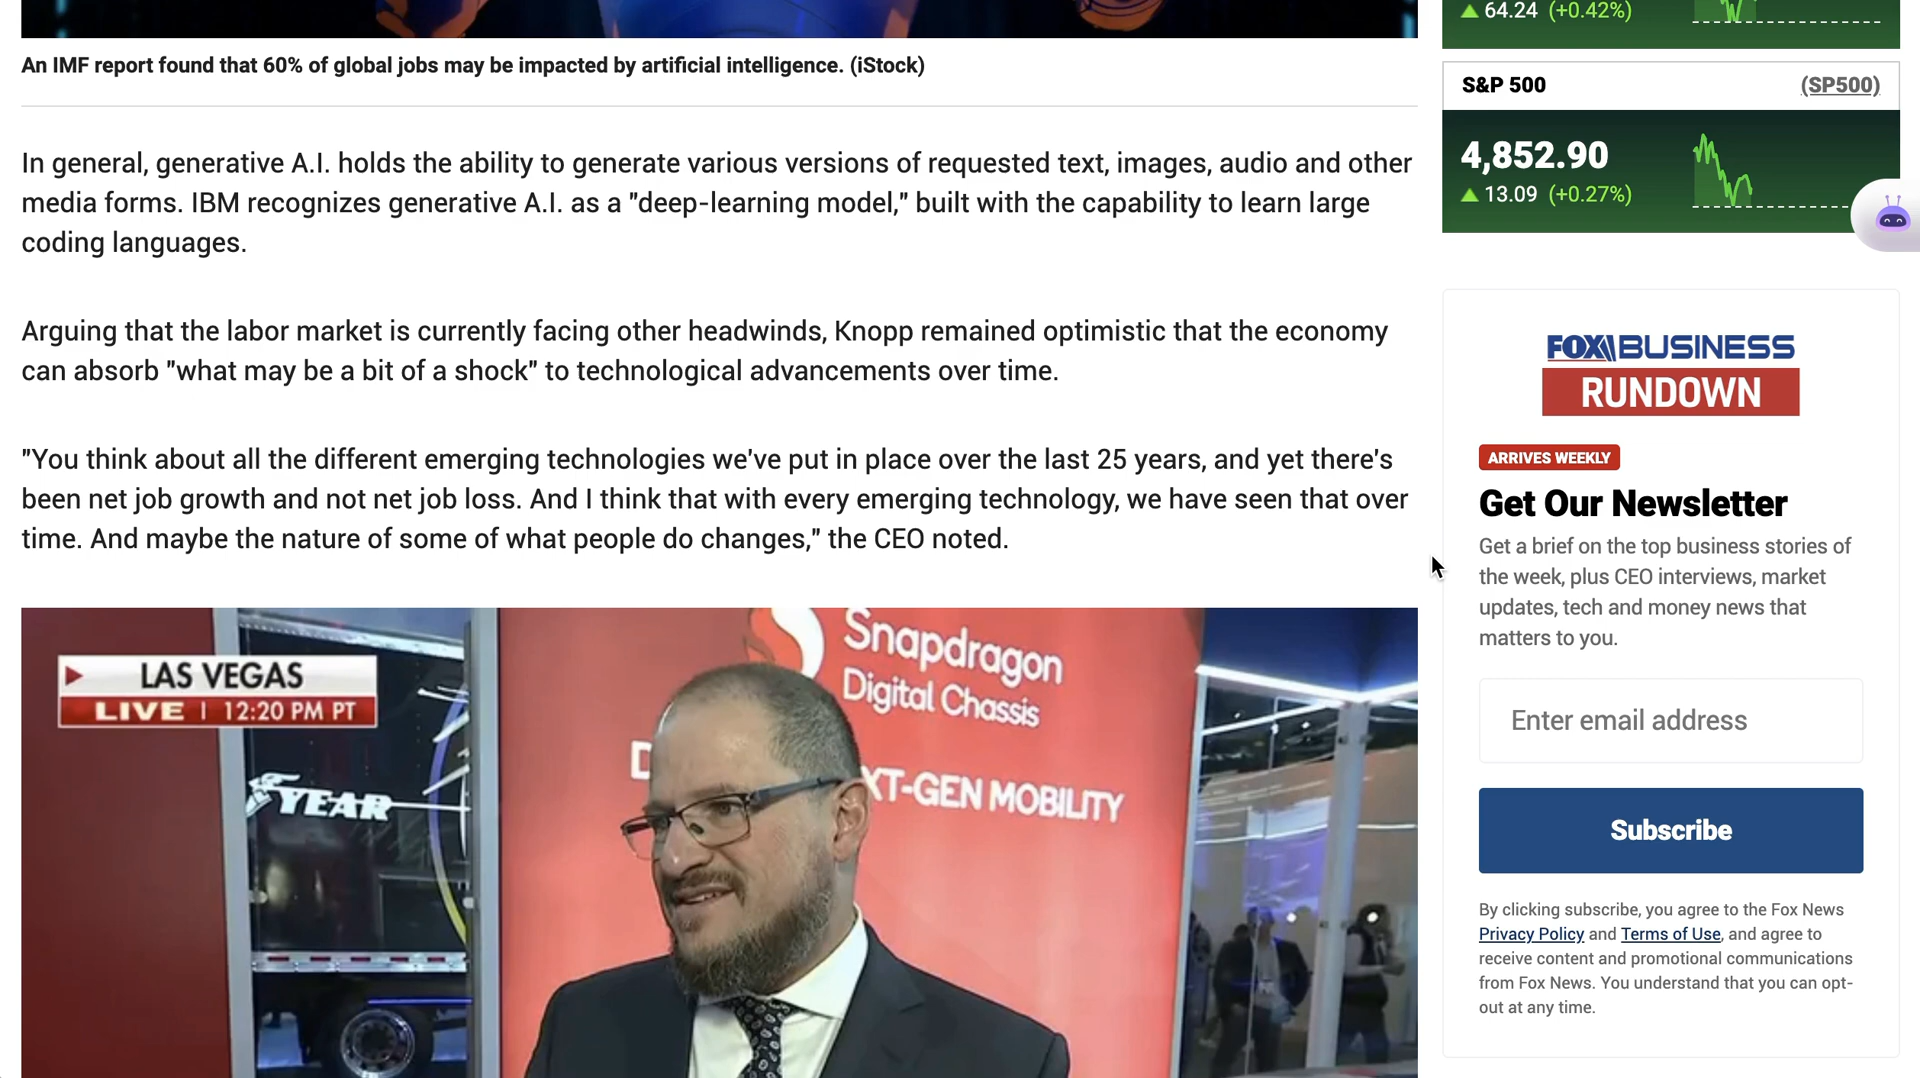 An IMF report found that 60% of global jobs may be impacted by artificial intelligence. (iStock)
In general, generative A.I. holds the ability to generate various versions of requested text, images, audio and other
media forms. IBM recognizes generative A.I. as a "deep-learning model," built with the capability to learn large
coding languages.
Arguing that the labor market is currently facing other headwinds, Knopp remained optimistic that the economy
can absorb "what may be a bit of a shock" to technological advancements over time.
"You think about all the different emerging technologies we've put in place over the last 25 years, and yet there's
been net job growth and not net job loss. And I think that with every emerging technology, we have seen that over
time. And maybe the nature of some of what people do changes," the CEO noted.
LAS VEGAS
LIVE | 12:20 PM PT
Snapdragon
Digital Chassis
XT-GEN MOBILITY
YEAR
64.24 (+0.42%)
S&P 500 (SP500)
4,852.90
13.09 (+0.27%)
FOX BUSINESS
RUNDOWN
ARRIVES WEEKLY
Get Our Newsletter
Get a brief on the top business stories of
the week, plus CEO interviews, market
updates, tech and money news that
matters to you.
Enter email address
Subscribe
By clicking subscribe, you agree to the Fox News
Privacy Policy and Terms of Use, and agree to
receive content and promotional communications
from Fox News. You understand that you can opt-
out at any time.